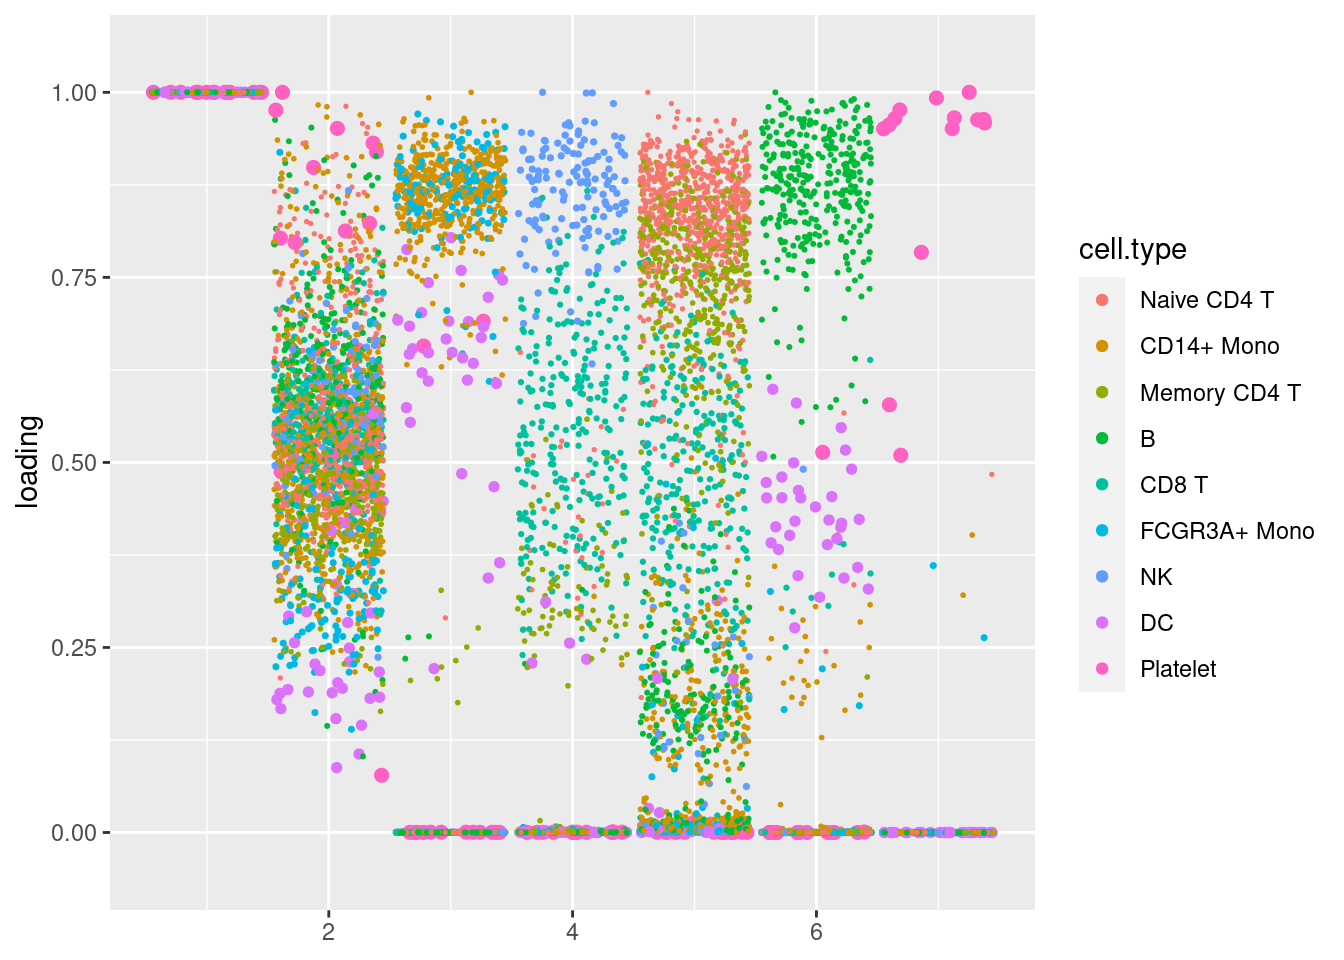 loading
1.00
0.75
0.50
0.25
0.00
2
4
6
cell.type
Naive CD4 T
CD14+ Mono
Memory CD4 T
B
CD8 T
FCGR3A+ Mono
NK
DC
Platelet